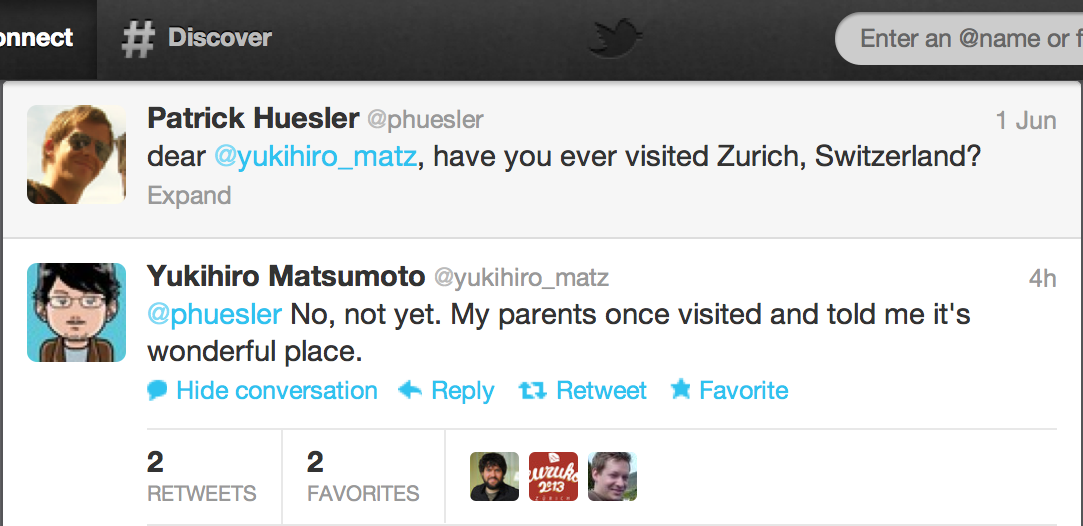 onnect # Discover Enter an @name or f
Patrick Huesler @phuesler 1 Jun
dear @yukihiro_matz, have you ever visited Zurich, Switzerland?
Expand
Yukihiro Matsumoto @yukihiro_matz 4h
@phuesler No, not yet. My parents once visited and told me it's
wonderful place.
Hide conversation Reply Retweet Favorite
2 2
RETWEETS FAVORITES
2013